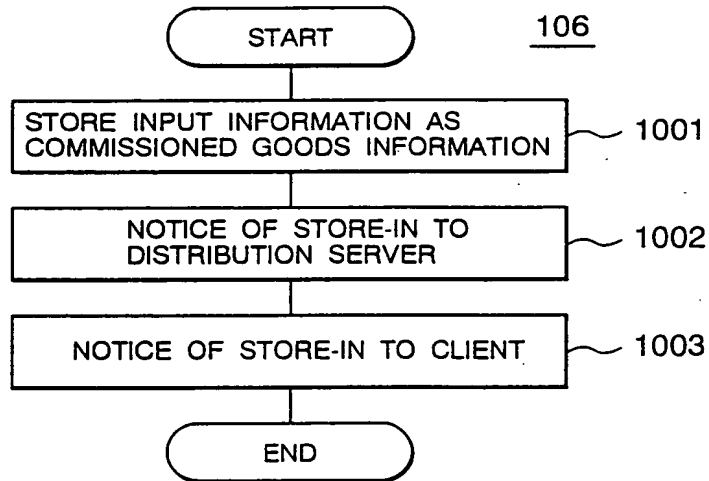 START
106
STORE INPUT INFORMATION AS
COMMISSIONED GOODS INFORMATION
1001
NOTICE OF STORE-IN TO
DISTRIBUTION SERVER
1002
NOTICE OF STORE-IN TO CLIENT
1003
END